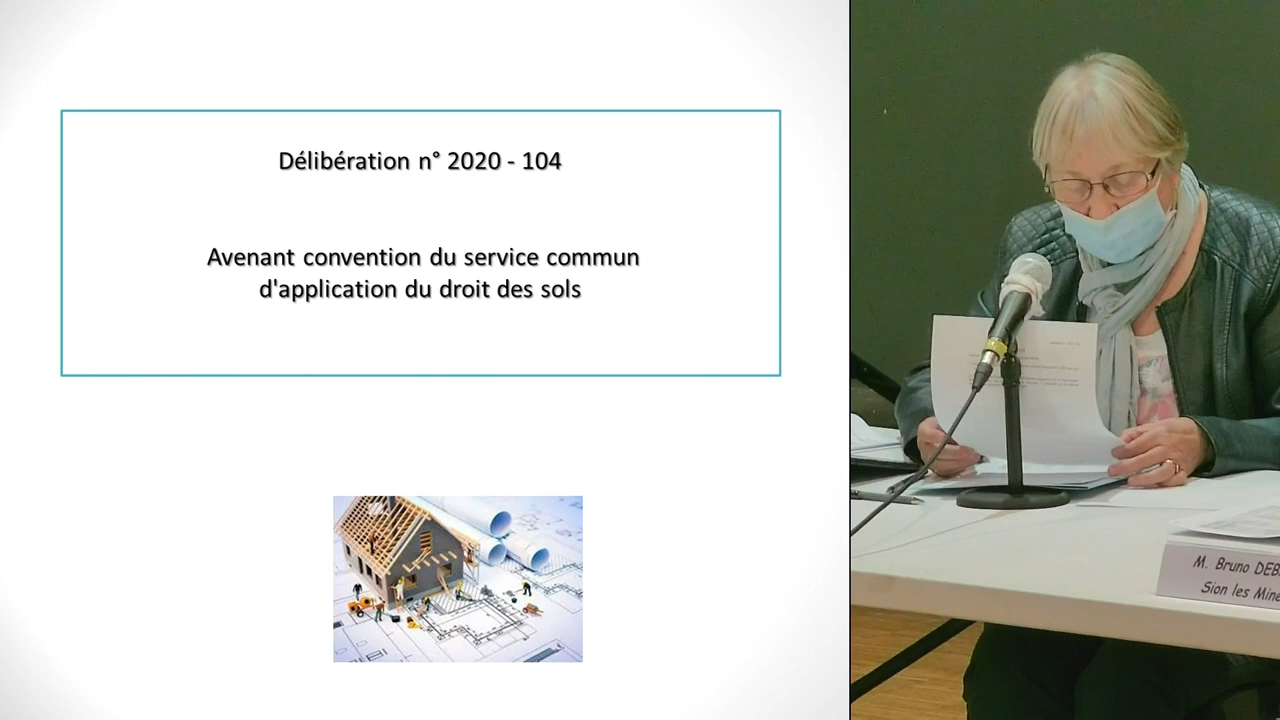 Délibération n° 2020 - 104
Avenant convention du service commun
d'application du droit des sols
M. Bruno DEB
Sion les Mine